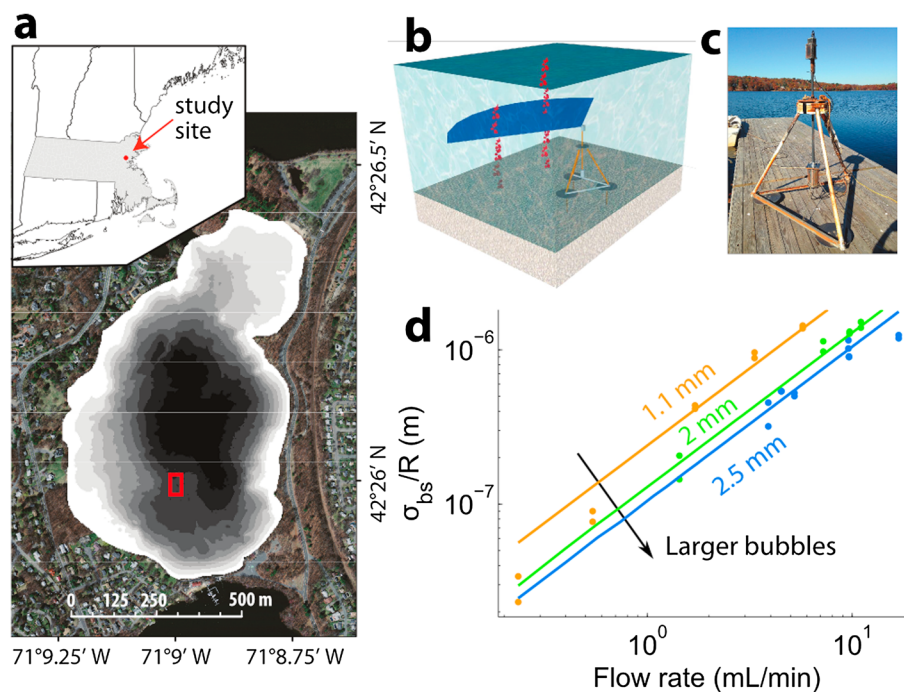 a
study
site
42°26.5' N
42°26' N
0 125 250 500 m
71°9.25' W 71°9' W 71°8.75' W
b
c
d
10⁻⁶
10⁻⁷
σbs/R (m)
1.1 mm
2 mm
2.5 mm
Larger bubbles
10⁰ 10¹
Flow rate (mL/min)